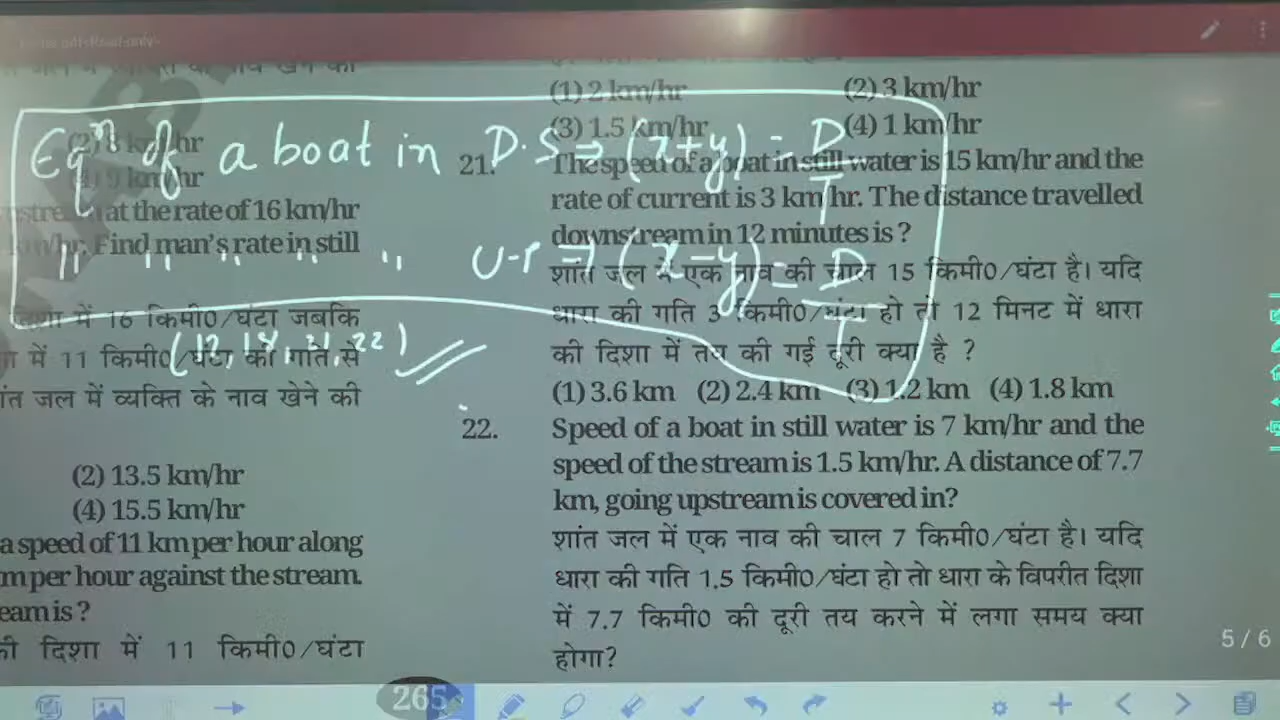 (2) 8 km/hr
(4) 9 km/hr
at the rate of 16 km/hr
km/hr. Find man's rate in still
दिशा में 16 किमी0/घंटा जबकि
में 11 किमी0/घंटा की गति से
शांत जल में व्यक्ति के नाव खेने की
(2) 13.5 km/hr
(4) 15.5 km/hr
a speed of 11 km per hour along
per hour against the stream.
is ?
की दिशा में 11 किमी0/घंटा
Eqn of a boat in D.S ⇒ (x+y) = D/T
" " " " " U.P ⇒ (x-y) = D/T
(12, 18, 21, 22)
(1) 2 km/hr (2) 3 km/hr
(3) 1.5 km/hr (4) 1 km/hr
21. The speed of a boat in still water is 15 km/hr and the
rate of current is 3 km/hr. The distance travelled
downstream in 12 minutes is ?
शांत जल में एक नाव की चाल 15 किमी0/घंटा है। यदि
धारा की गति 3 किमी0/घंटा हो तो 12 मिनट में धारा
की दिशा में तय की गई दूरी क्या है ?
(1) 3.6 km (2) 2.4 km (3) 1.2 km (4) 1.8 km
22. Speed of a boat in still water is 7 km/hr and the
speed of the stream is 1.5 km/hr. A distance of 7.7
km, going upstream is covered in?
शांत जल में एक नाव की चाल 7 किमी0/घंटा है। यदि
धारा की गति 1.5 किमी0/घंटा हो तो धारा के विपरीत दिशा
में 7.7 किमी0 की दूरी तय करने में लगा समय क्या
होगा?
5 / 6
265